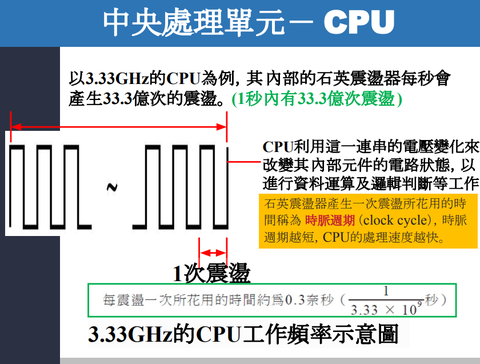 中央處理單元－ CPU
以3.33GHz的CPU為例，其內部的石英震盪器每秒會
產生33.3億次的震盪。(1秒內有33.3億次震盪)
CPU利用這一連串的電壓變化來
改變其內部元件的電路狀態，以
進行資料運算及邏輯判斷等工作
~
石英震盪器產生一次震盪所花用的時
間稱為 時脈週期 (clock cycle)，時脈
週期越短，CPU的處理速度越快。
1次震盪
每震盪一次所花用的時間約為0.3奈秒（1/3.33 × 10⁹秒）
3.33GHz的CPU工作頻率示意圖